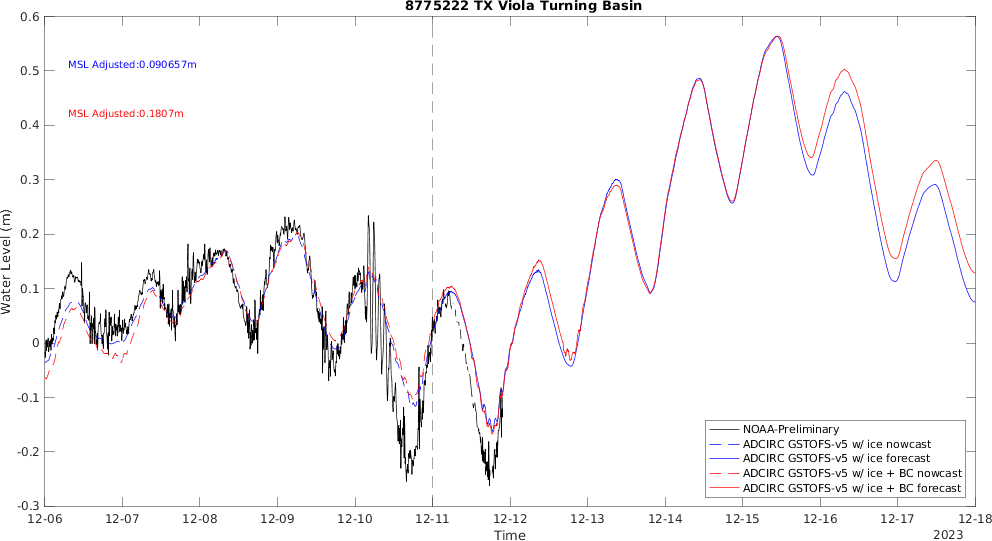 8775222 TX Viola Turning Basin
0.6
0.5
0.4
0.3
0.2
0.1
0
-0.1
-0.2
-0.3
Water Level (m)
MSL Adjusted:0.090657m
MSL Adjusted:0.1807m
NOAA-Preliminary
ADCIRC GSTOFS-v5 w/ ice nowcast
ADCIRC GSTOFS-v5 w/ ice forecast
ADCIRC GSTOFS-v5 w/ ice + BC nowcast
ADCIRC GSTOFS-v5 w/ ice + BC forecast
12-06 12-07 12-08 12-09 12-10 12-11 12-12 12-13 12-14 12-15 12-16 12-17 12-18
Time
2023